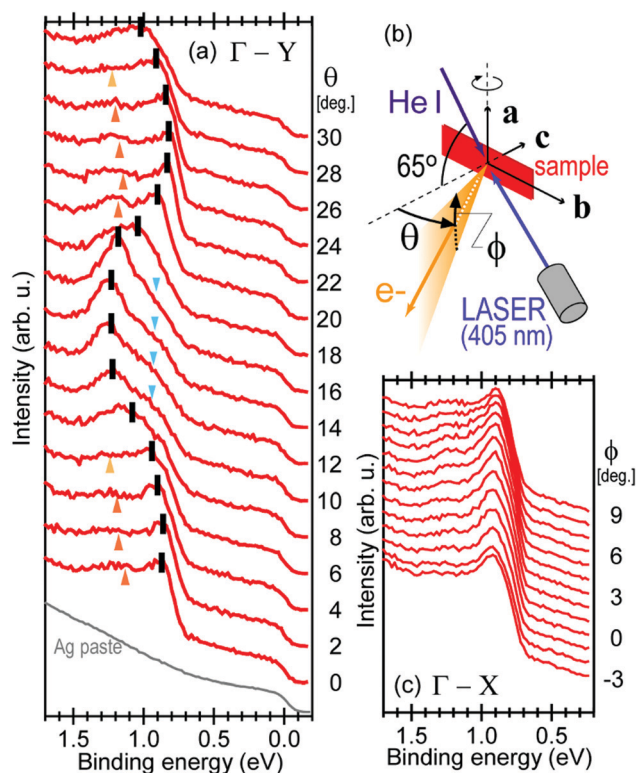 (a) Γ – Y
θ
[deg.]
30
28
26
24
22
20
18
16
14
12
10
8
6
4
2
0
Ag paste
Intensity (arb. u.)
1.5 1.0 0.5 0.0
Binding energy (eV)
(b)
He I
a
c
sample
65º
b
θ
ϕ
e-
LASER
(405 nm)
Intensity (arb. u.)
ϕ
[deg.]
9
6
3
0
-3
(c) Γ – X
1.5 1.0 0.5
Binding energy (eV)